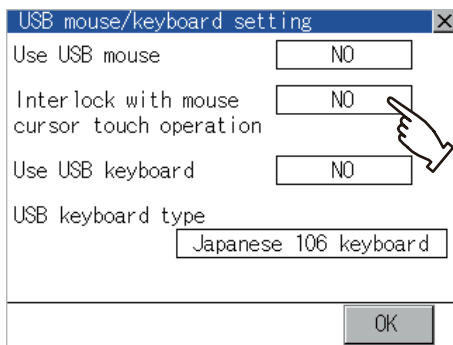 USB mouse/keyboard setting
Use USB mouse NO
Interlock with mouse NO
cursor touch operation
Use USB keyboard NO
USB keyboard type
Japanese 106 keyboard
OK